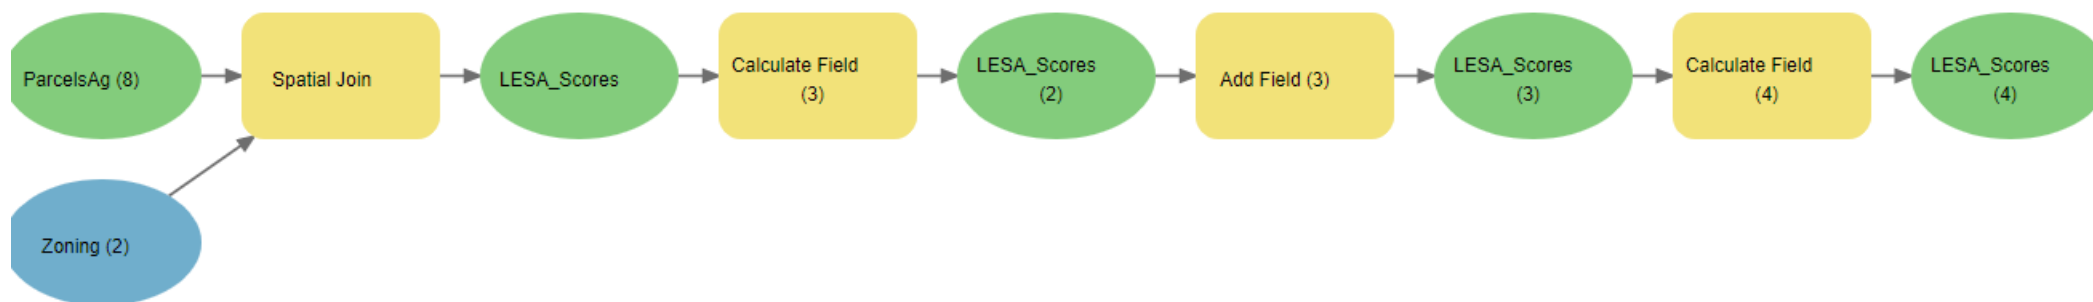 ParcelsAg (8)
Spatial Join
LESA_Scores
Calculate Field
(3)
LESA_Scores
(2)
Add Field (3)
LESA_Scores
(3)
Calculate Field
(4)
LESA_Scores
(4)
Zoning (2)